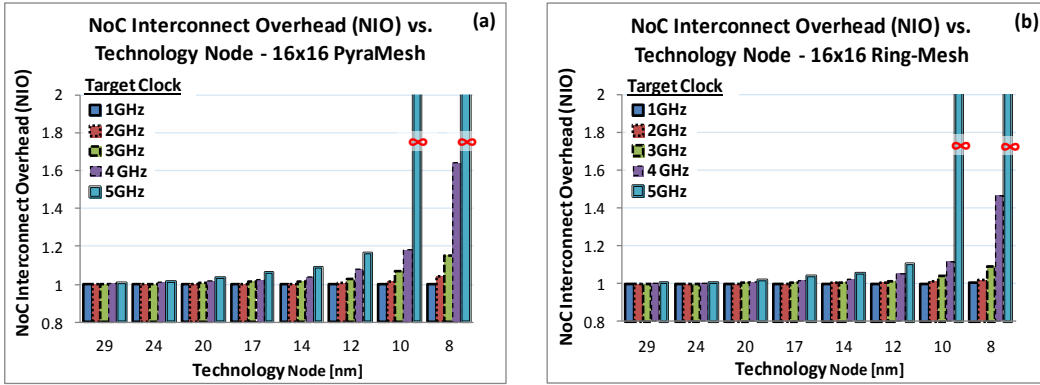 NoC Interconnect Overhead (NIO) vs.
Technology Node - 16x16 PyraMesh
(a)
NoC Interconnect Overhead (NIO)
2
1.8
1.6
1.4
1.2
1
0.8
Target Clock
1GHz
2GHz
3GHz
4 GHz
5GHz
∞ ∞
29 24 20 17 14 12 10 8
Technology Node [nm]
NoC Interconnect Overhead (NIO) vs.
Technology Node - 16x16 Ring-Mesh
(b)
NoC Interconnect Overhead (NIO)
2
1.8
1.6
1.4
1.2
1
0.8
Target Clock
1GHz
2GHz
3GHz
4 GHz
5GHz
∞ ∞
29 24 20 17 14 12 10 8
Technology Node [nm]